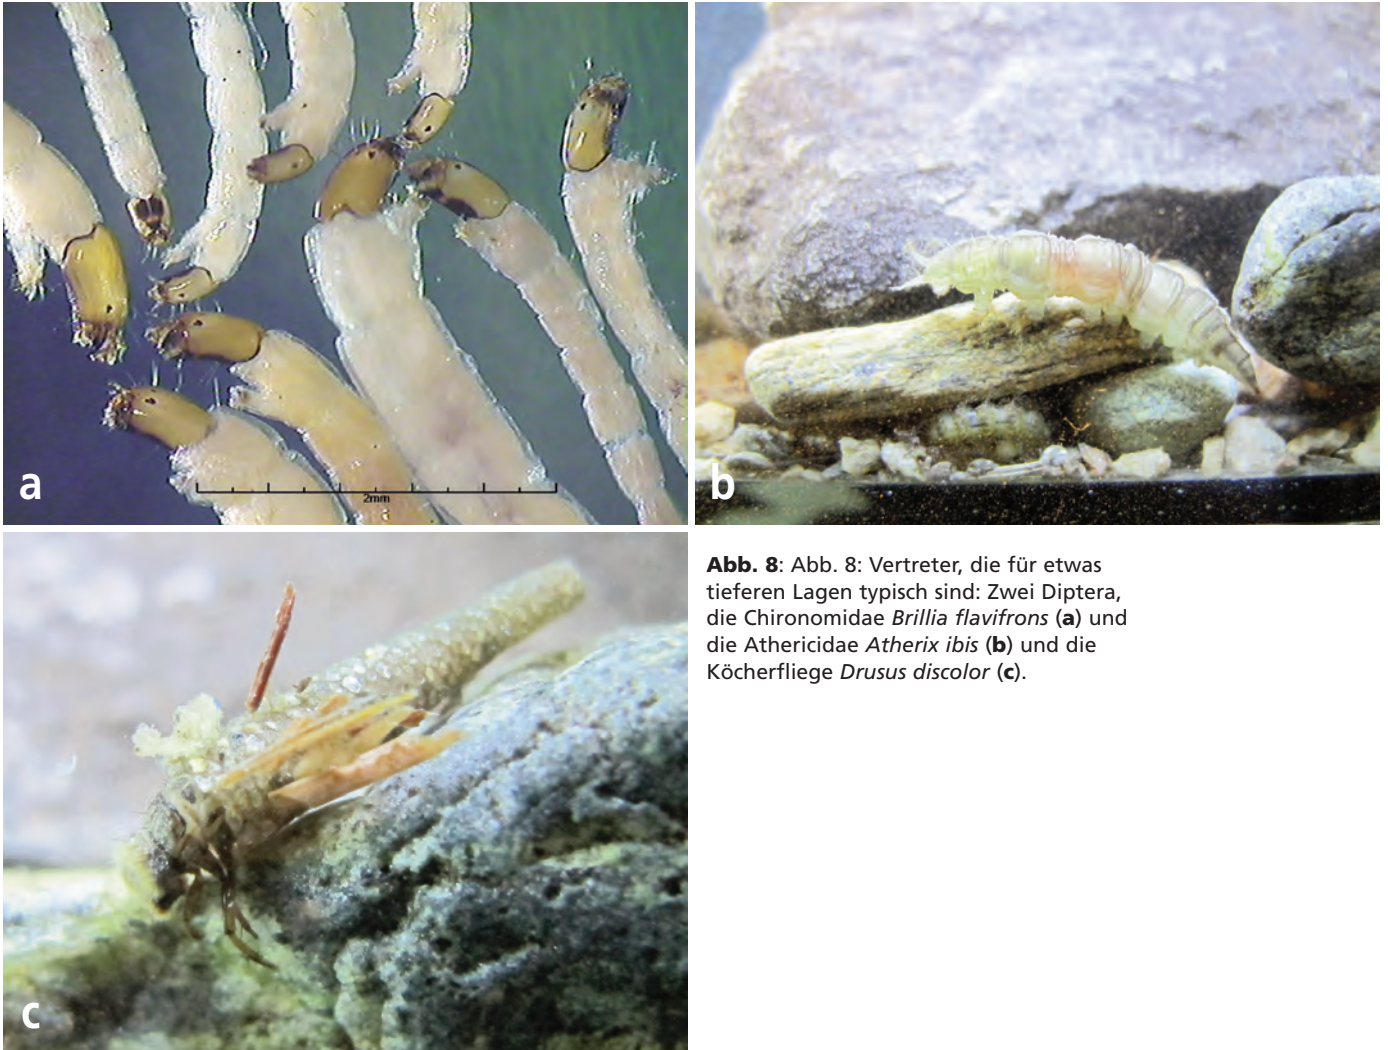 a
2mm
b
c
Abb. 8: Abb. 8: Vertreter, die für etwas
tieferen Lagen typisch sind: Zwei Diptera,
die Chironomidae Brillia flavifrons (a) und
die Athericidae Atherix ibis (b) und die
Köcherfliege Drusus discolor (c).